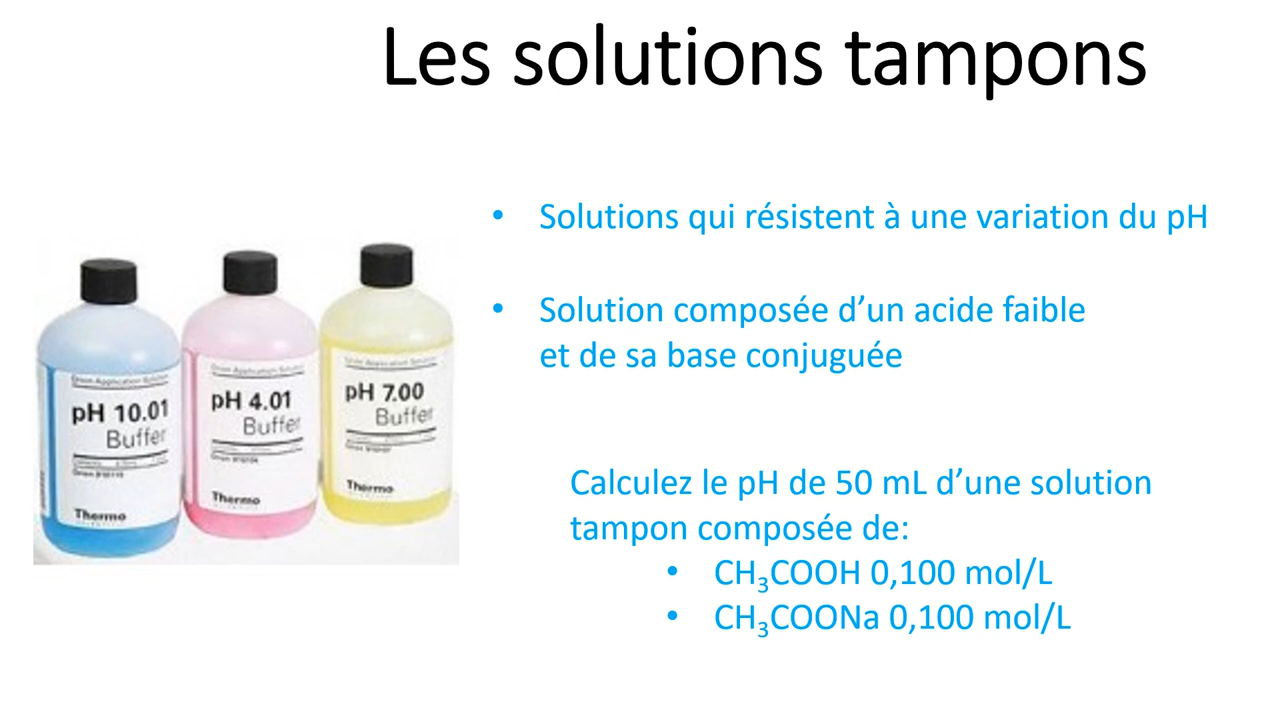 Les solutions tampons
• Solutions qui résistent à une variation du pH
• Solution composée d’un acide faible
et de sa base conjuguée
Calculez le pH de 50 mL d’une solution
tampon composée de:
• CH₃COOH 0,100 mol/L
• CH₃COONa 0,100 mol/L
pH 10.01
Buffer
Thermo
pH 4.01
Buffer
Thermo
pH 7.00
Buffer
Thermo